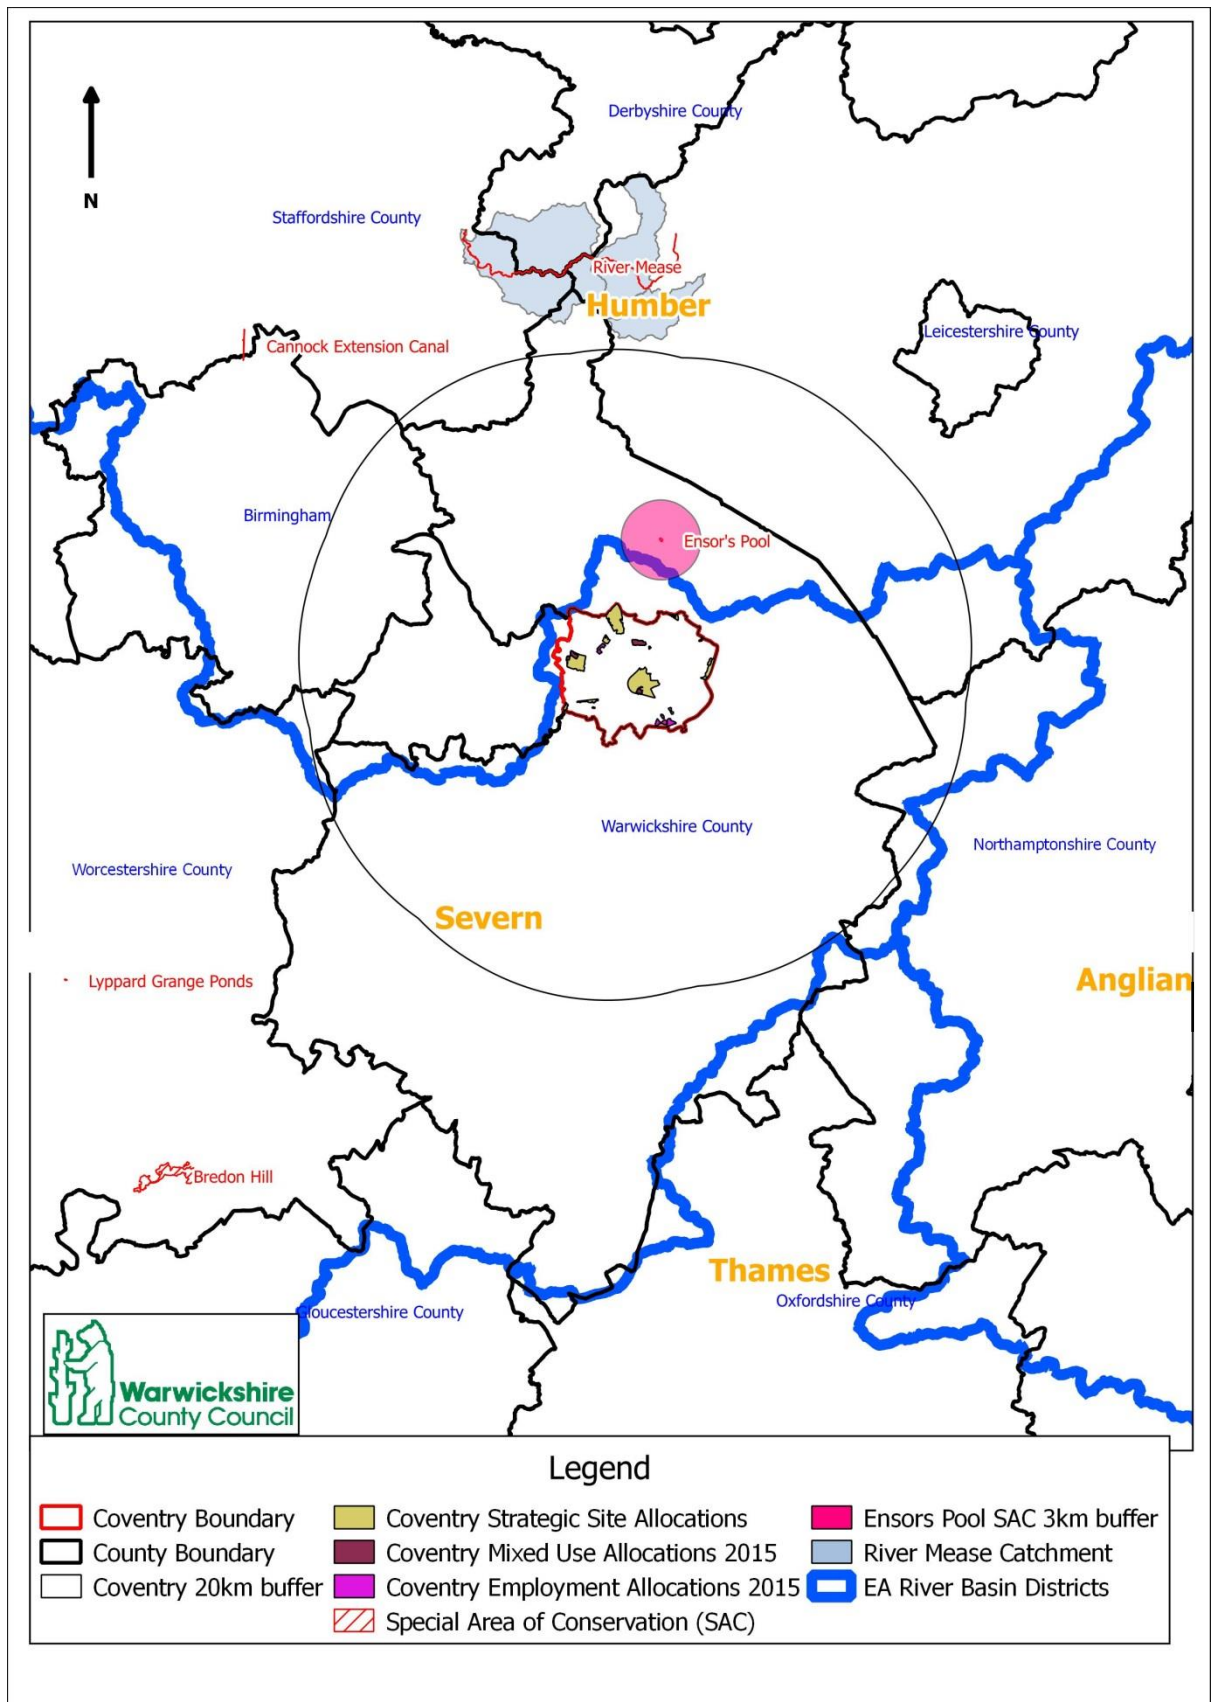 Derbyshire County
N
Staffordshire County
River Mease
Humber
Leicestershire County
Cannock Extension Canal
Birmingham
Ensor's Pool
Warwickshire County
Northamptonshire County
Worcestershire County
Severn
Lyppard Grange Ponds
Anglian
Bredon Hill
Thames
Oxfordshire County
Gloucestershire County
Warwickshire
County Council
Legend
Coventry Boundary
County Boundary
Coventry 20km buffer
Coventry Strategic Site Allocations
Coventry Mixed Use Allocations 2015
Coventry Employment Allocations 2015
Special Area of Conservation (SAC)
Ensors Pool SAC 3km buffer
River Mease Catchment
EA River Basin Districts